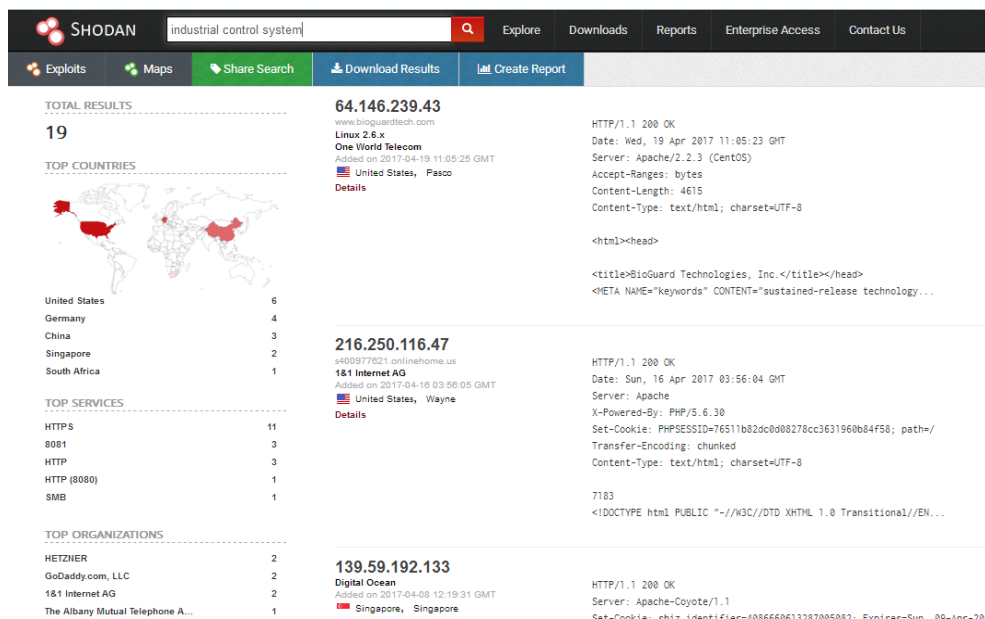 SHODAN
industrial control system
Explore
Downloads
Reports
Enterprise Access
Contact Us
Exploits
Maps
Share Search
Download Results
Create Report
TOTAL RESULTS
19
TOP COUNTRIES
United States 6
Germany 4
China 3
Singapore 2
South Africa 1
TOP SERVICES
HTTPS 11
8081 3
HTTP 3
HTTP (8080) 1
SMB 1
TOP ORGANIZATIONS
HETZNER 2
GoDaddy.com, LLC 2
1&1 Internet AG 2
The Albany Mutual Telephone A... 1
64.146.239.43
www.bioguardtech.com
Linux 2.6.x
One World Telecom
Added on 2017-04-19 11:05:25 GMT
United States, Pasco
Details
HTTP/1.1 200 OK
Date: Wed, 19 Apr 2017 11:05:23 GMT
Server: Apache/2.2.3 (CentOS)
Accept-Ranges: bytes
Content-Length: 4615
Content-Type: text/html; charset=UTF-8
<html><head>
<title>BioGuard Technologies, Inc.</title></head>
<META NAME="keywords" CONTENT="sustained-release technology...
216.250.116.47
s400977621.onlinehome.us
1&1 Internet AG
Added on 2017-04-16 03:56:05 GMT
United States, Wayne
Details
HTTP/1.1 200 OK
Date: Sun, 16 Apr 2017 03:56:04 GMT
Server: Apache
X-Powered-By: PHP/5.6.30
Set-Cookie: PHPSESSID=76511b82dc0d08278cc3631960b84f58; path=/
Transfer-Encoding: chunked
Content-Type: text/html; charset=UTF-8
7183
<!DOCTYPE html PUBLIC "-//W3C//DTD XHTML 1.0 Transitional//EN...
139.59.192.133
Digital Ocean
Added on 2017-04-08 12:19:31 GMT
Singapore, Singapore
HTTP/1.1 200 OK
Server: Apache-Coyote/1.1